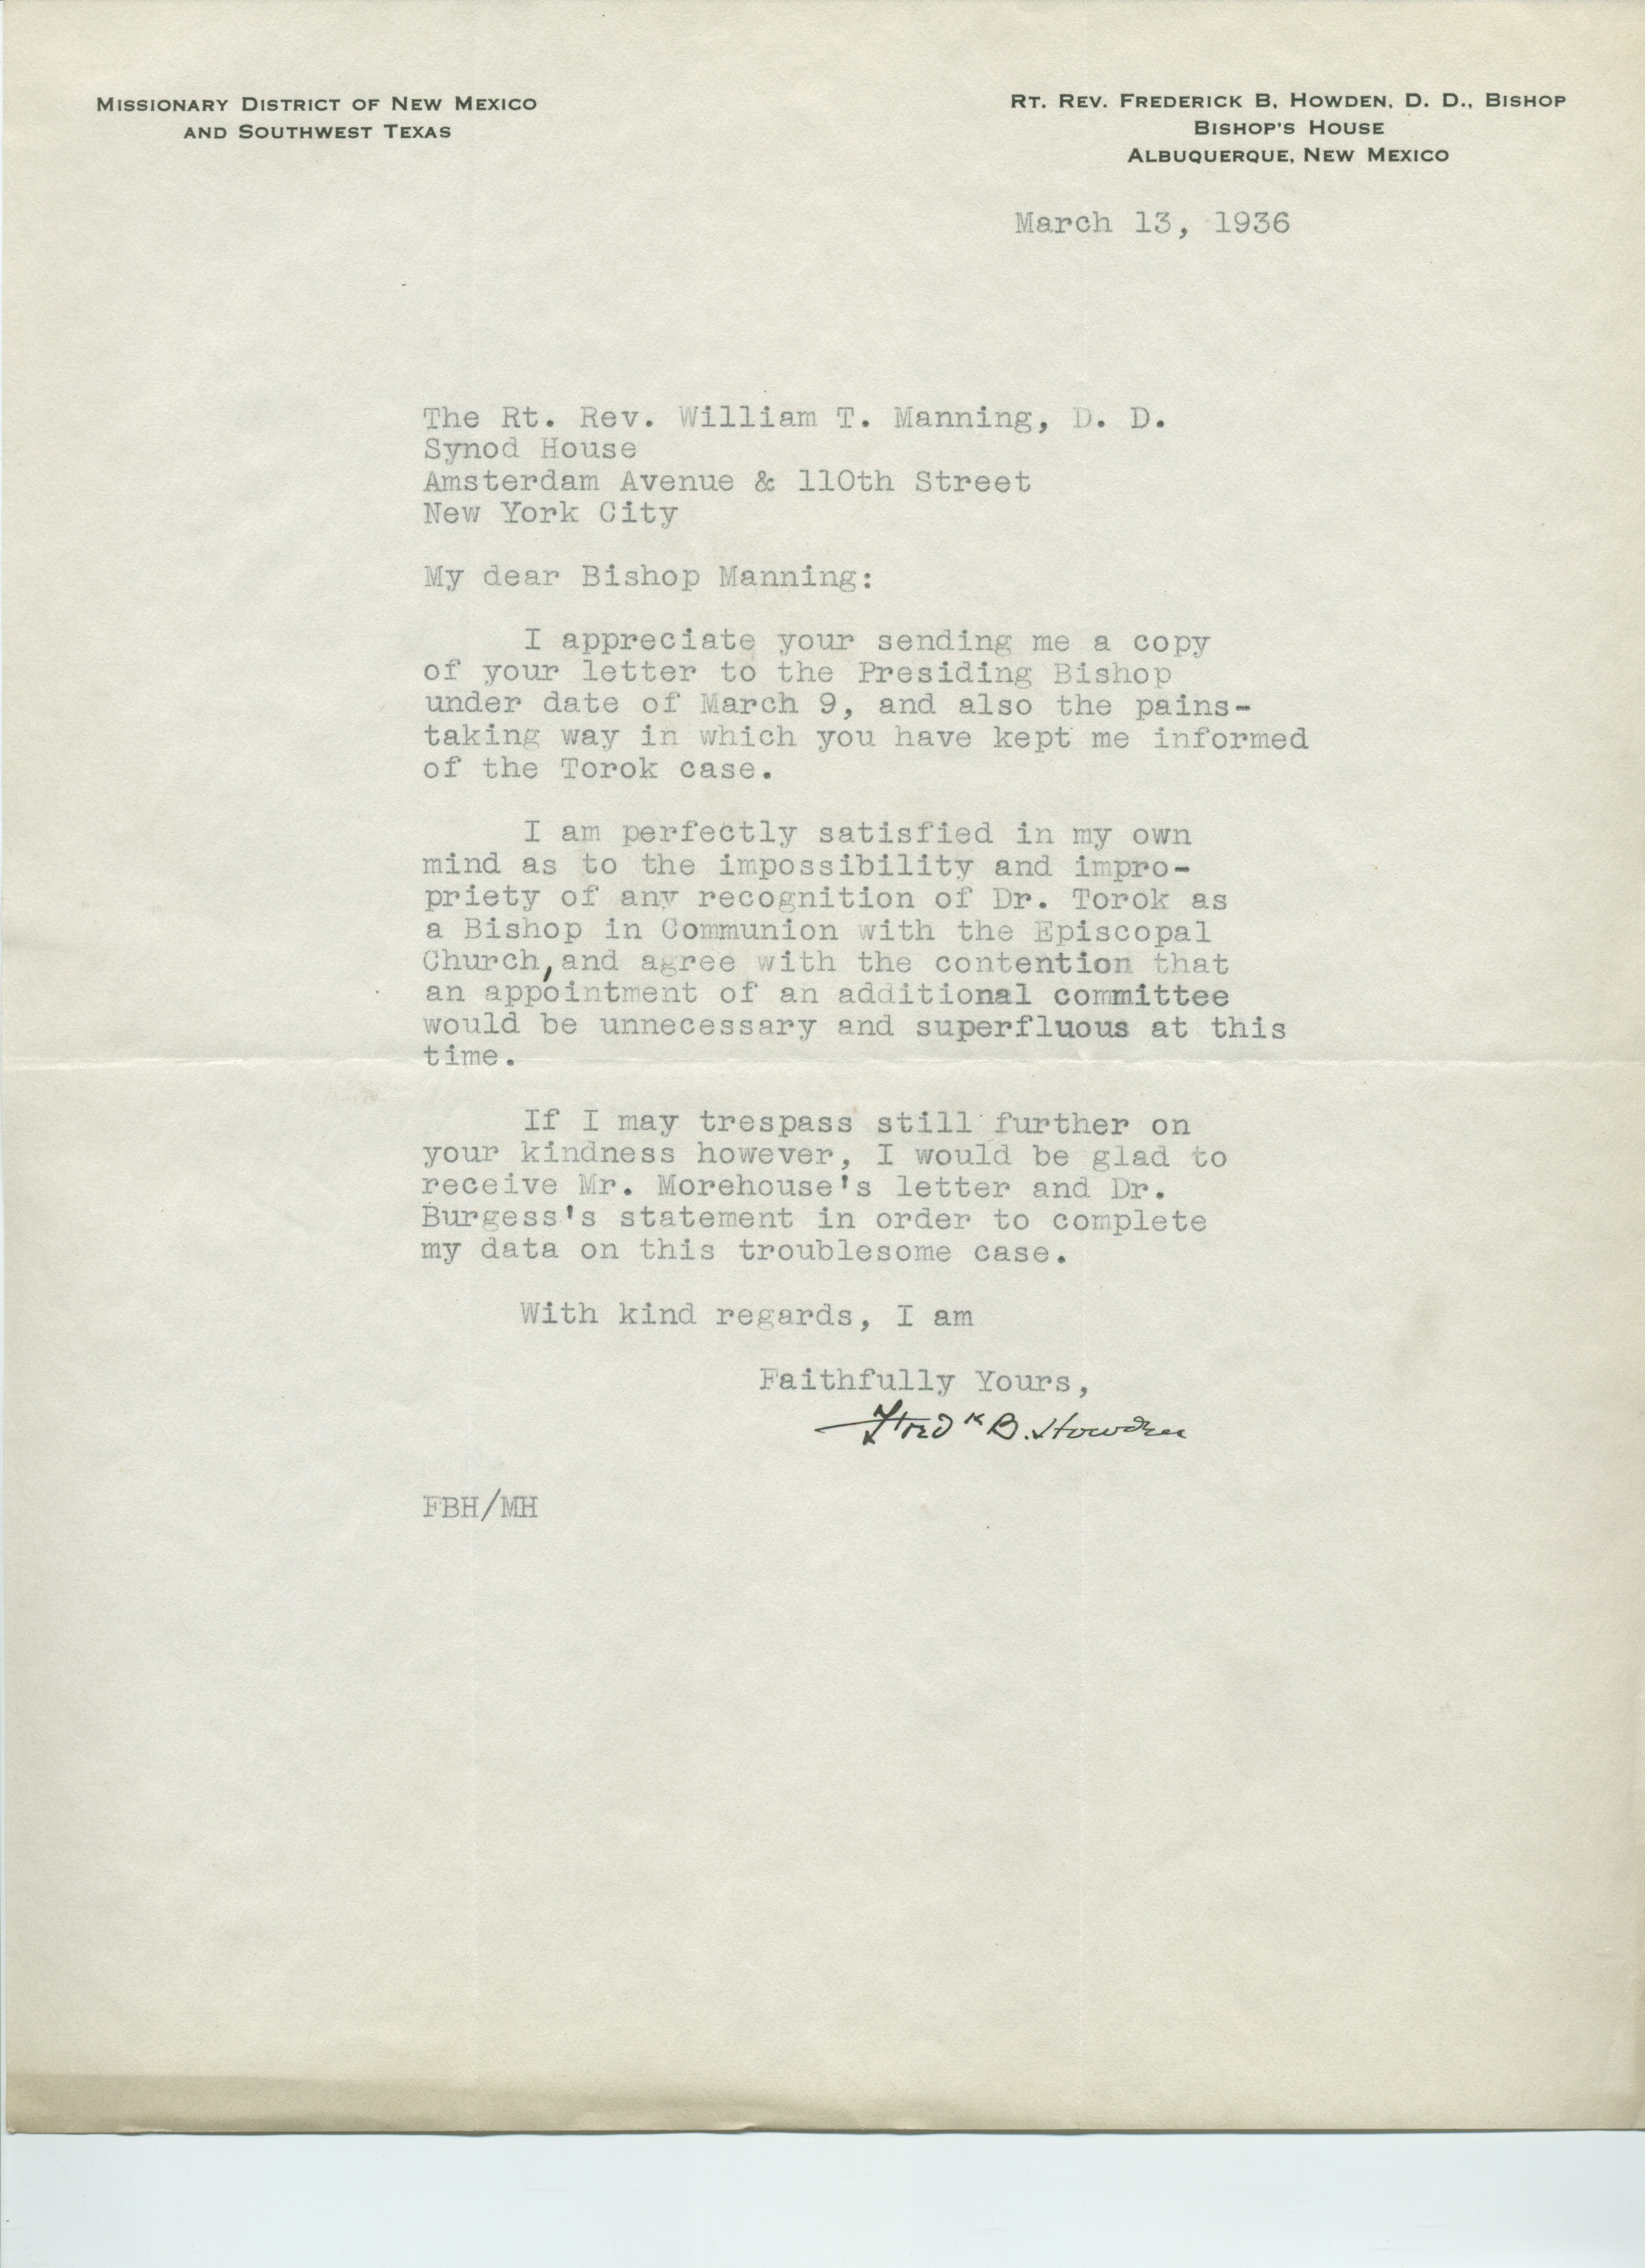 MISSIONARY DISTRICT OF NEW MEXICO
AND SOUTHWEST TEXAS
RT. REV. FREDERICK B. HOWDEN, D. D., BISHOP
BISHOP'S HOUSE
ALBUQUERQUE, NEW MEXICO
March 13, 1936
The Rt. Rev. William T. Manning, D. D.
Synod House
Amsterdam Avenue & 110th Street
New York City
My dear Bishop Manning:
I appreciate your sending me a copy
of your letter to the Presiding Bishop
under date of March 9, and also the pains-
taking way in which you have kept me informed
of the Torok case.
I am perfectly satisfied in my own
mind as to the impossibility and impro-
priety of any recognition of Dr. Torok as
a Bishop in Communion with the Episcopal
Church, and agree with the contention that
an appointment of an additional committee
would be unnecessary and superfluous at this
time.
If I may trespass still further on
your kindness however, I would be glad to
receive Mr. Morehouse's letter and Dr.
Burgess's statement in order to complete
my data on this troublesome case.
With kind regards, I am
Faithfully Yours,
Fredk B. Howden
FBH/MH